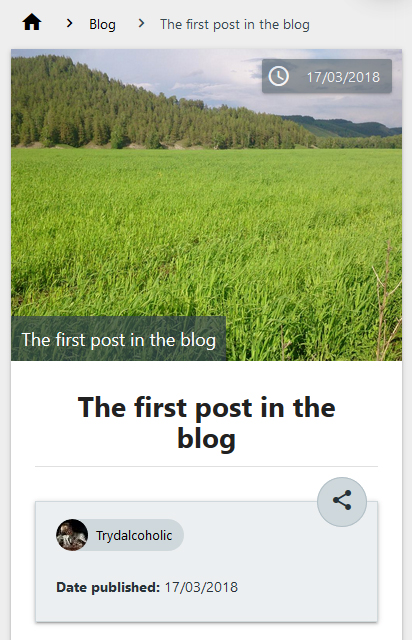 Blog The first post in the blog
17/03/2018
The first post in the blog
The first post in the
blog
Trydalcoholic
Date published: 17/03/2018